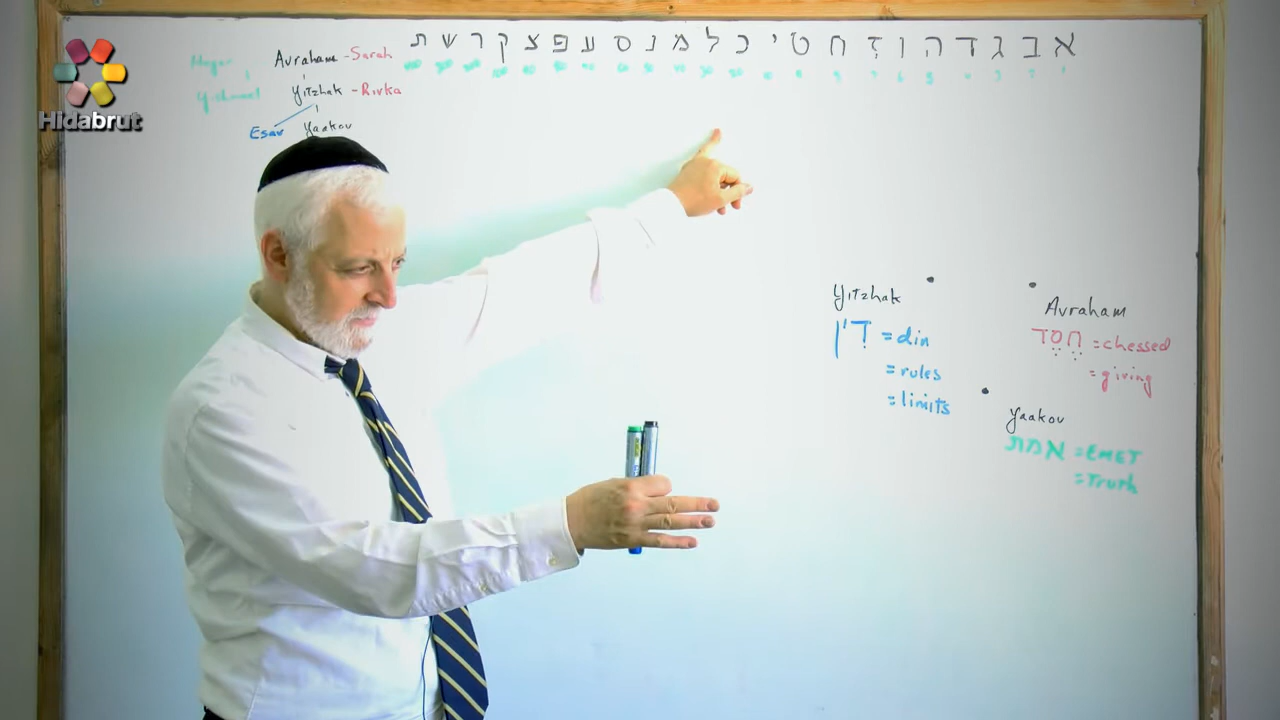 Hidabrut
א ב ג ד ה ו ז ח ט י כ ל מ נ ס ע פ צ ק ר ש ת
Hagar
Avraham - Sarah
Yishmael
Yitzhak - Rivka
Esav
Yaakov
Yitzhak
דין = din
= rules
= limits
Avraham
חסד = chessed
= giving
Yaakov
אמת = EMET
= Truth